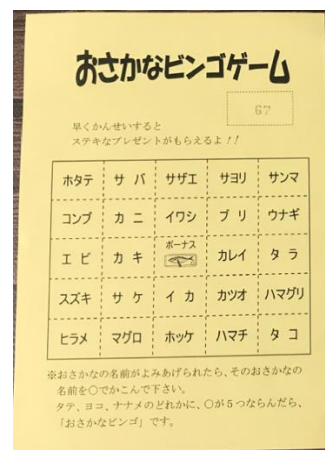 おさかなビンゴゲーム
67
早くかんせいすると
ステキなプレゼントがもらえるよ！！
ホタテ サバ サザエ サヨリ サンマ
コンブ カニ イワシ ブリ ウナギ
エビ カキ ボーナス カレイ タラ
スズキ サケ イカ カツオ ハマグリ
ヒラメ マグロ ホッケ ハマチ タコ
※おさかなの名前がよみあげられたら、そのおさかなの
名前を○でかこんで下さい。
タテ、ヨコ、ナナメのどれかに、○が5つならんだら、
「おさかなビンゴ」です。